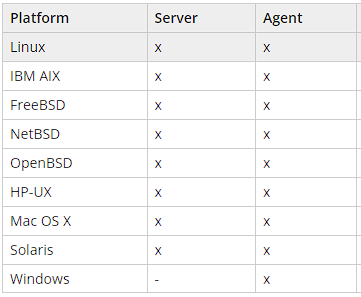 Platform Server Agent
Linux x x
IBM AIX x x
FreeBSD x x
NetBSD x x
OpenBSD x x
HP-UX x x
Mac OS X x x
Solaris x x
Windows - x